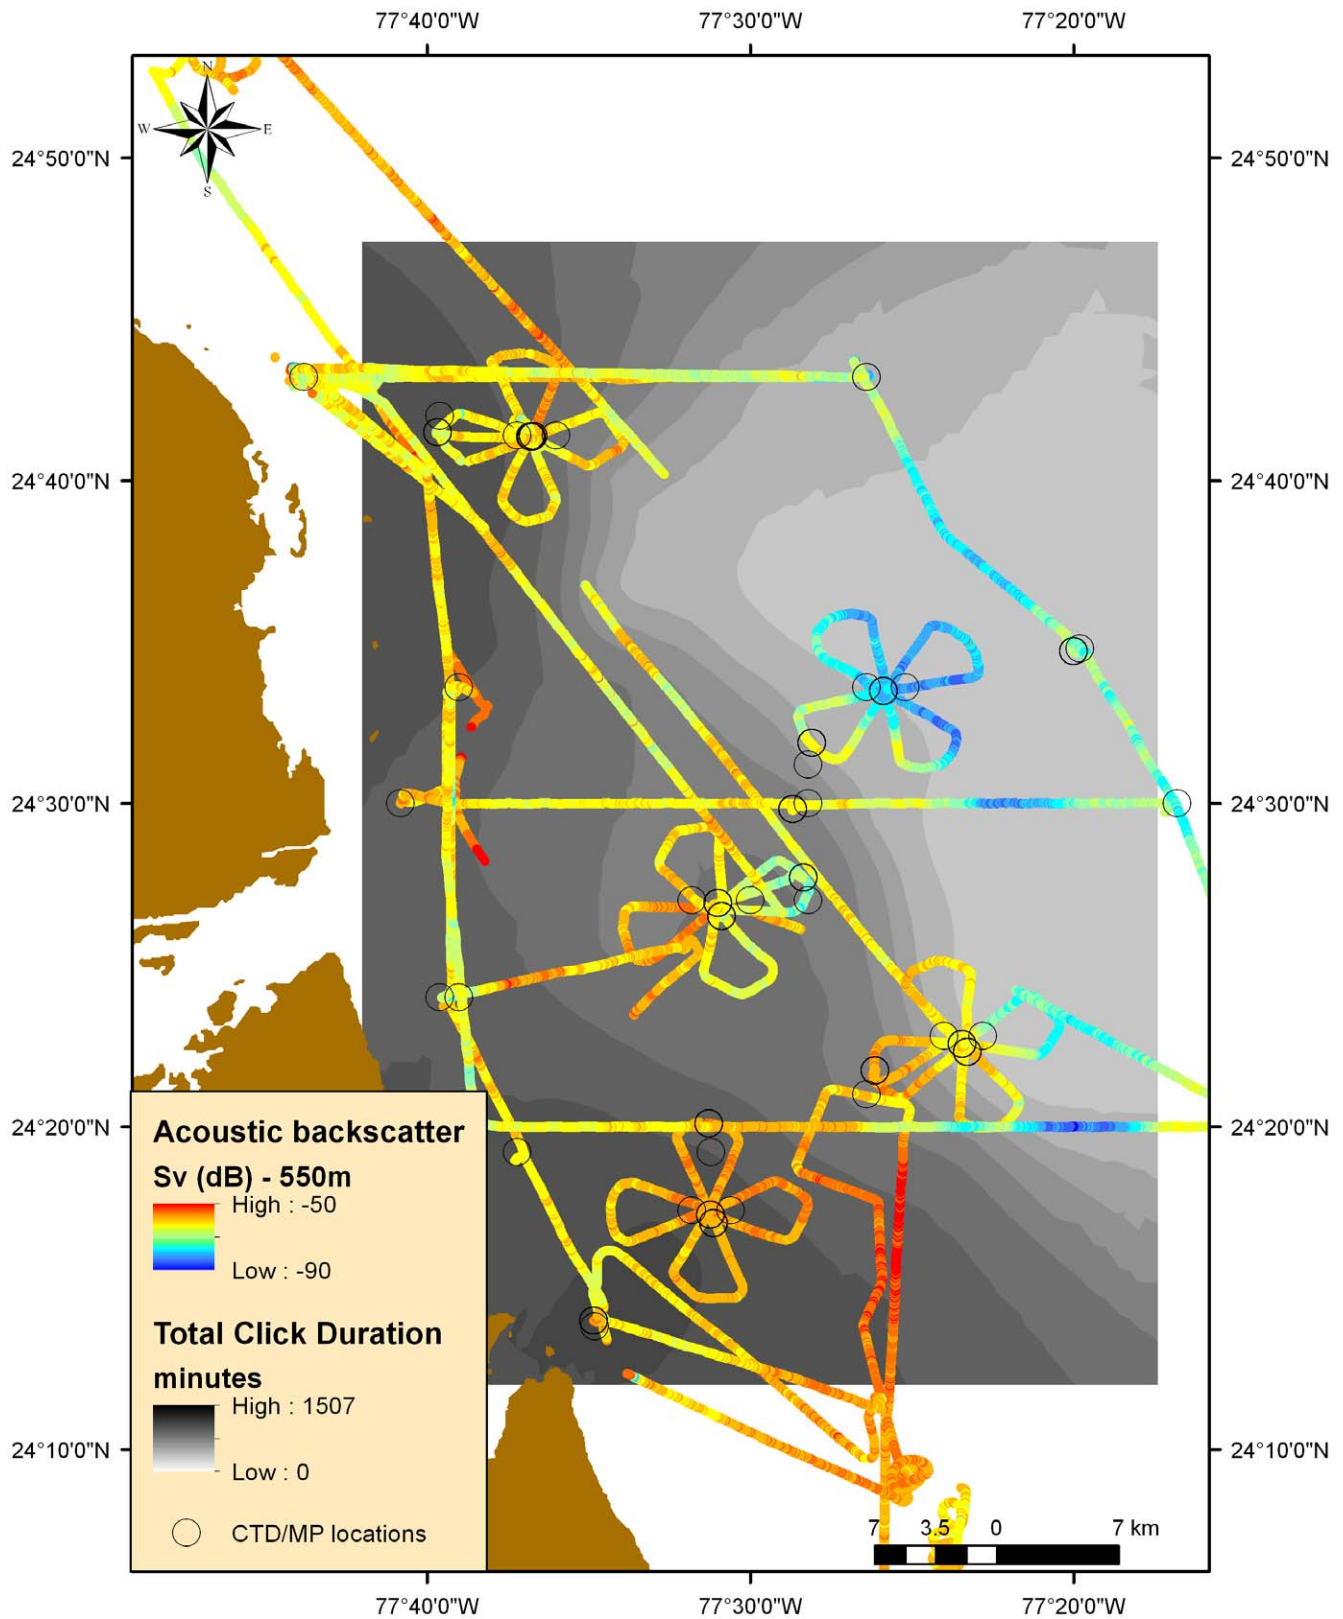 77°40'0"W 77°30'0"W 77°20'0"W
N
W E
S
24°50'0"N 24°50'0"N
24°40'0"N 24°40'0"N
24°30'0"N 24°30'0"N
24°20'0"N 24°20'0"N
24°10'0"N 24°10'0"N
Acoustic backscatter
Sv (dB) - 550m
High : -50
Low : -90
Total Click Duration
minutes
High : 1507
Low : 0
CTD/MP locations
7 3.5 0 7 km
77°40'0"W 77°30'0"W 77°20'0"W